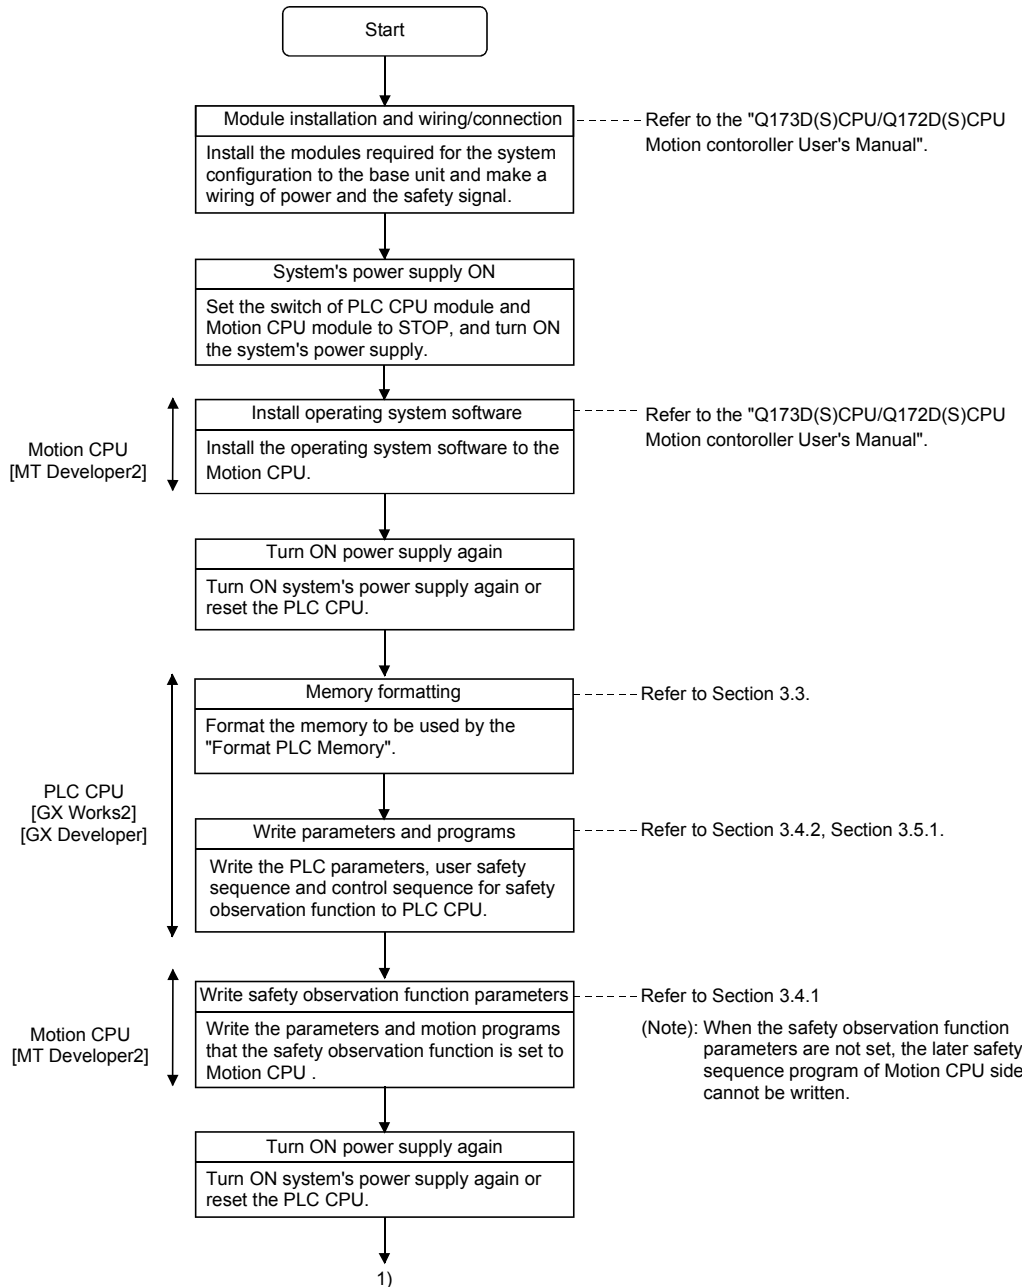 Start
Module installation and wiring/connection
Install the modules required for the system
configuration to the base unit and make a
wiring of power and the safety signal.
Refer to the "Q173D(S)CPU/Q172D(S)CPU
Motion contoroller User's Manual".
System's power supply ON
Set the switch of PLC CPU module and
Motion CPU module to STOP, and turn ON
the system's power supply.
Motion CPU
[MT Developer2]
Install operating system software
Install the operating system software to the
Motion CPU.
Refer to the "Q173D(S)CPU/Q172D(S)CPU
Motion contoroller User's Manual".
Turn ON power supply again
Turn ON system's power supply again or
reset the PLC CPU.
PLC CPU
[GX Works2]
[GX Developer]
Memory formatting
Format the memory to be used by the
"Format PLC Memory".
Refer to Section 3.3.
Write parameters and programs
Write the PLC parameters, user safety
sequence and control sequence for safety
observation function to PLC CPU.
Refer to Section 3.4.2, Section 3.5.1.
Motion CPU
[MT Developer2]
Write safety observation function parameters
Write the parameters and motion programs
that the safety observation function is set to
Motion CPU .
Refer to Section 3.4.1
(Note): When the safety observation function
parameters are not set, the later safety
sequence program of Motion CPU side
cannot be written.
Turn ON power supply again
Turn ON system's power supply again or
reset the PLC CPU.
1)